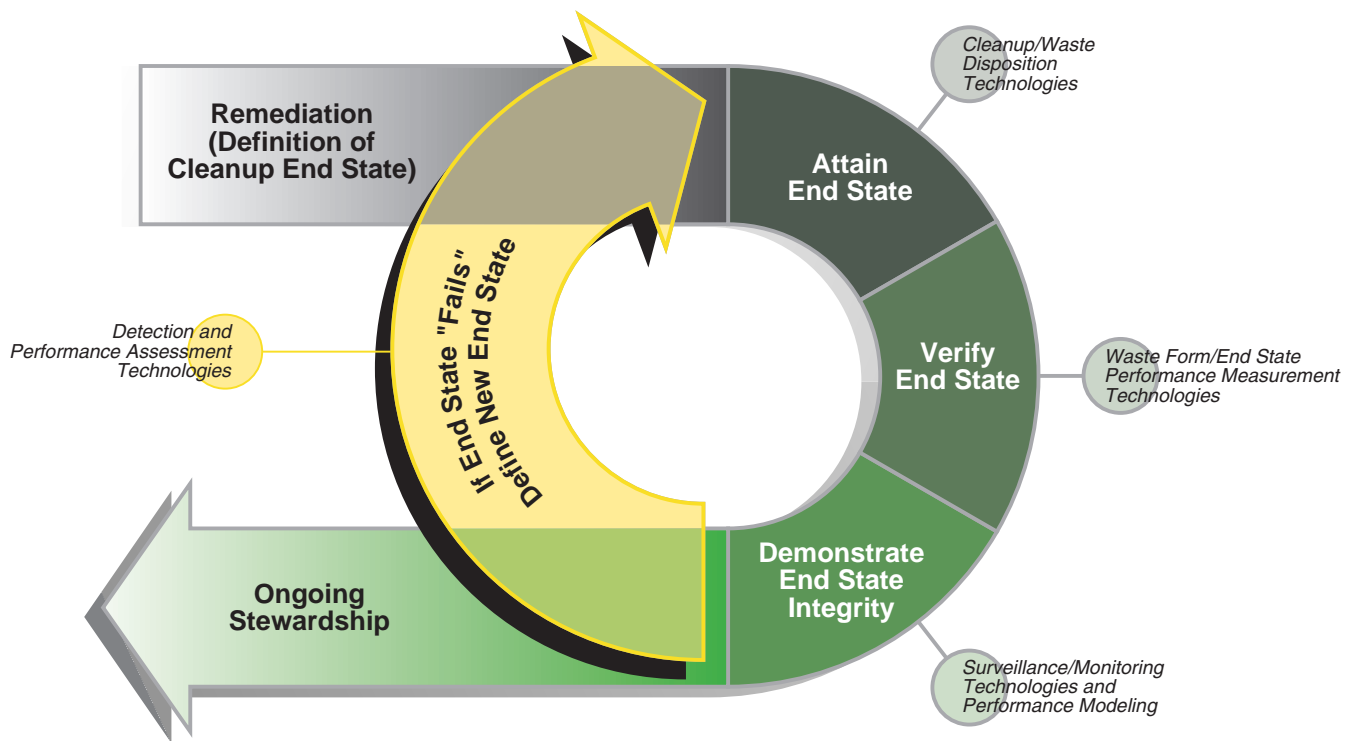 Remediation
(Definition of
Cleanup End State)
Attain
End State
Cleanup/Waste
Disposition
Technologies
Verify
End State
Waste Form/End State
Performance Measurement
Technologies
Demonstrate
End State
Integrity
Surveillance/Monitoring
Technologies and
Performance Modeling
If End State "Fails"
Define New End State
Detection and
Performance Assessment
Technologies
Ongoing
Stewardship